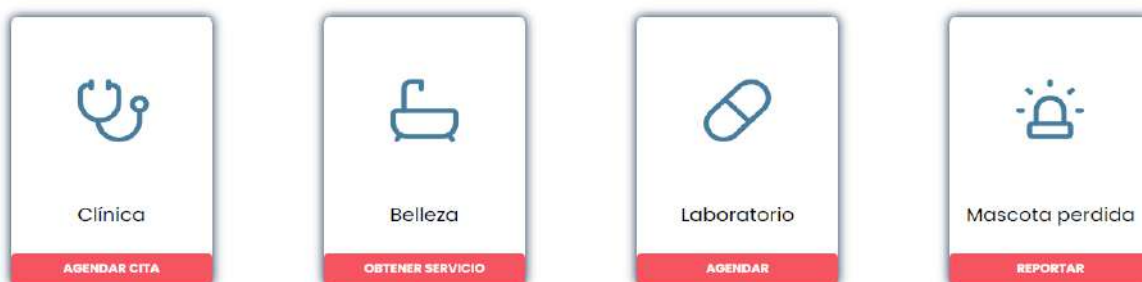 Clínica
Belleza
Laboratorio
Mascota perdida
AGENDAR CITA
OBTENER SERVICIO
AGENDAR
REPORTAR